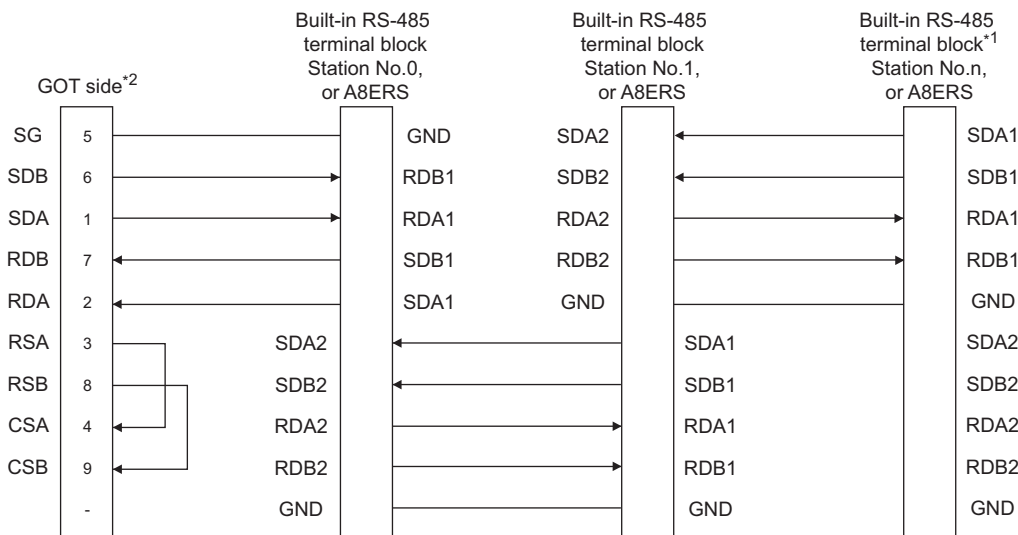 Built-in RS-485
terminal block
Station No.0,
or A8ERS
Built-in RS-485
terminal block
Station No.1,
or A8ERS
Built-in RS-485
terminal block*1
Station No.n,
or A8ERS
GOT side*2
SG 5 GND SDA2 SDA1
SDB 6 RDB1 SDB2 SDB1
SDA 1 RDA1 RDA2 RDA1
RDB 7 SDB1 RDB2 RDB1
RDA 2 SDA1 GND GND
RSA 3 SDA2 SDA1 SDA2
RSB 8 SDB2 SDB1 SDB2
CSA 4 RDA2 RDA1 RDA2
CSB 9 RDB2 RDB1 RDB2
- GND GND GND